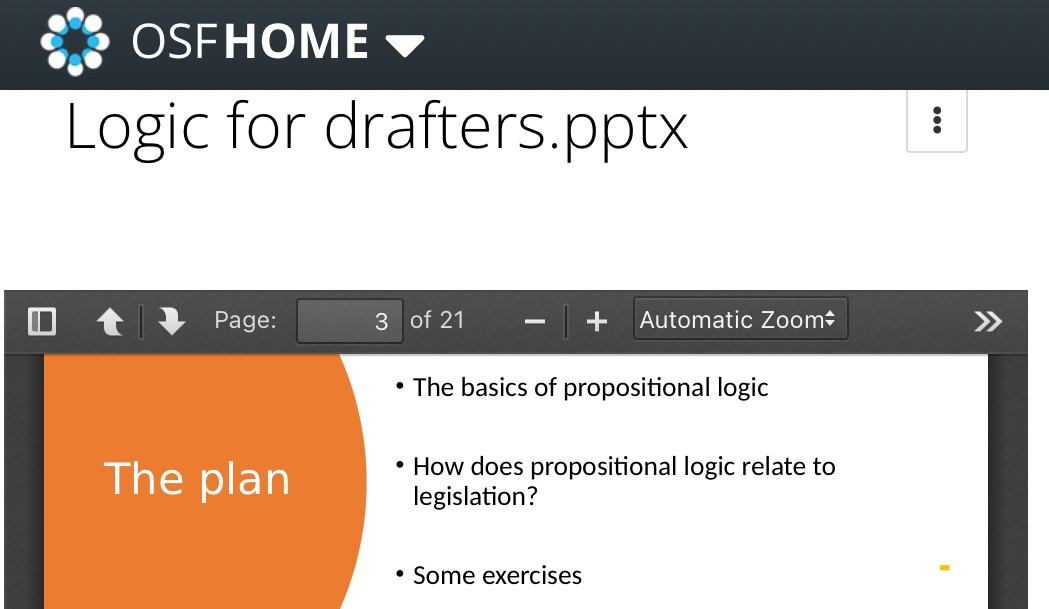 OSFHOME
Logic for drafters.pptx
Page: 3 of 21 Automatic Zoom
• The basics of propositional logic
The plan
• How does propositional logic relate to
legislation?
• Some exercises